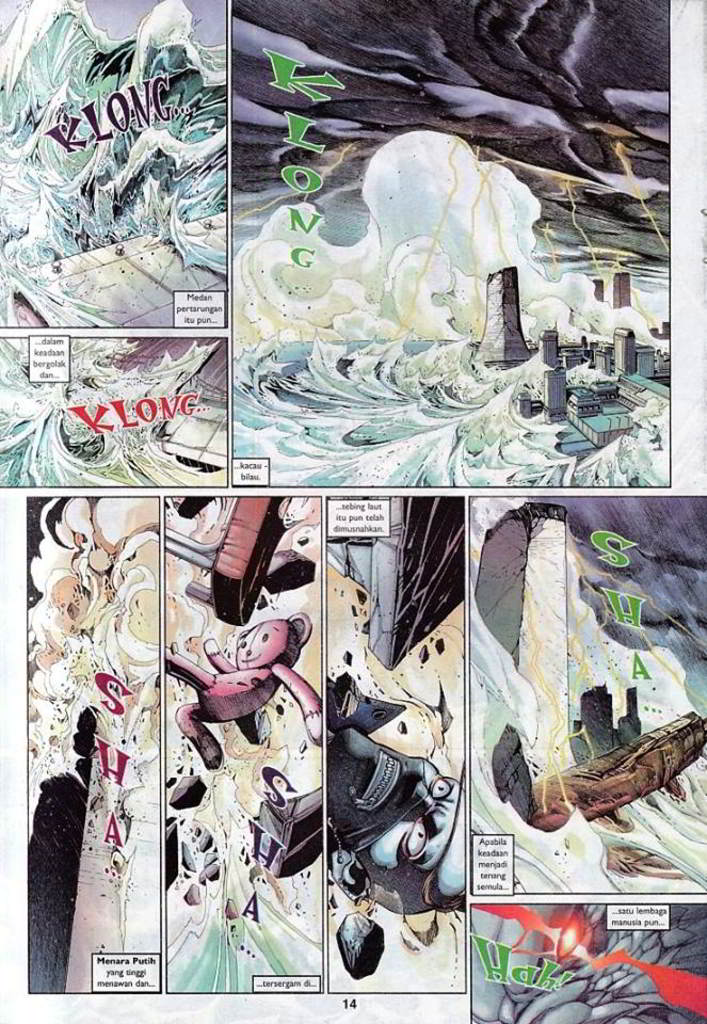 KLONG...
Medan
pertarungan
itu pun...
...dalam
keadaan
bergolak
dan...
KLONG...
KLONG
...kacau -
bilau.
SHA...
Menara Putih
yang tinggi
menawan dan...
SHA...
...tersergam di...
...tebing laut
itu pun telah
dimusnahkan.
SHA...
Apabila
keadaan
menjadi
tenang
semula...
...satu lembaga
manusia pun...
Hah!
14